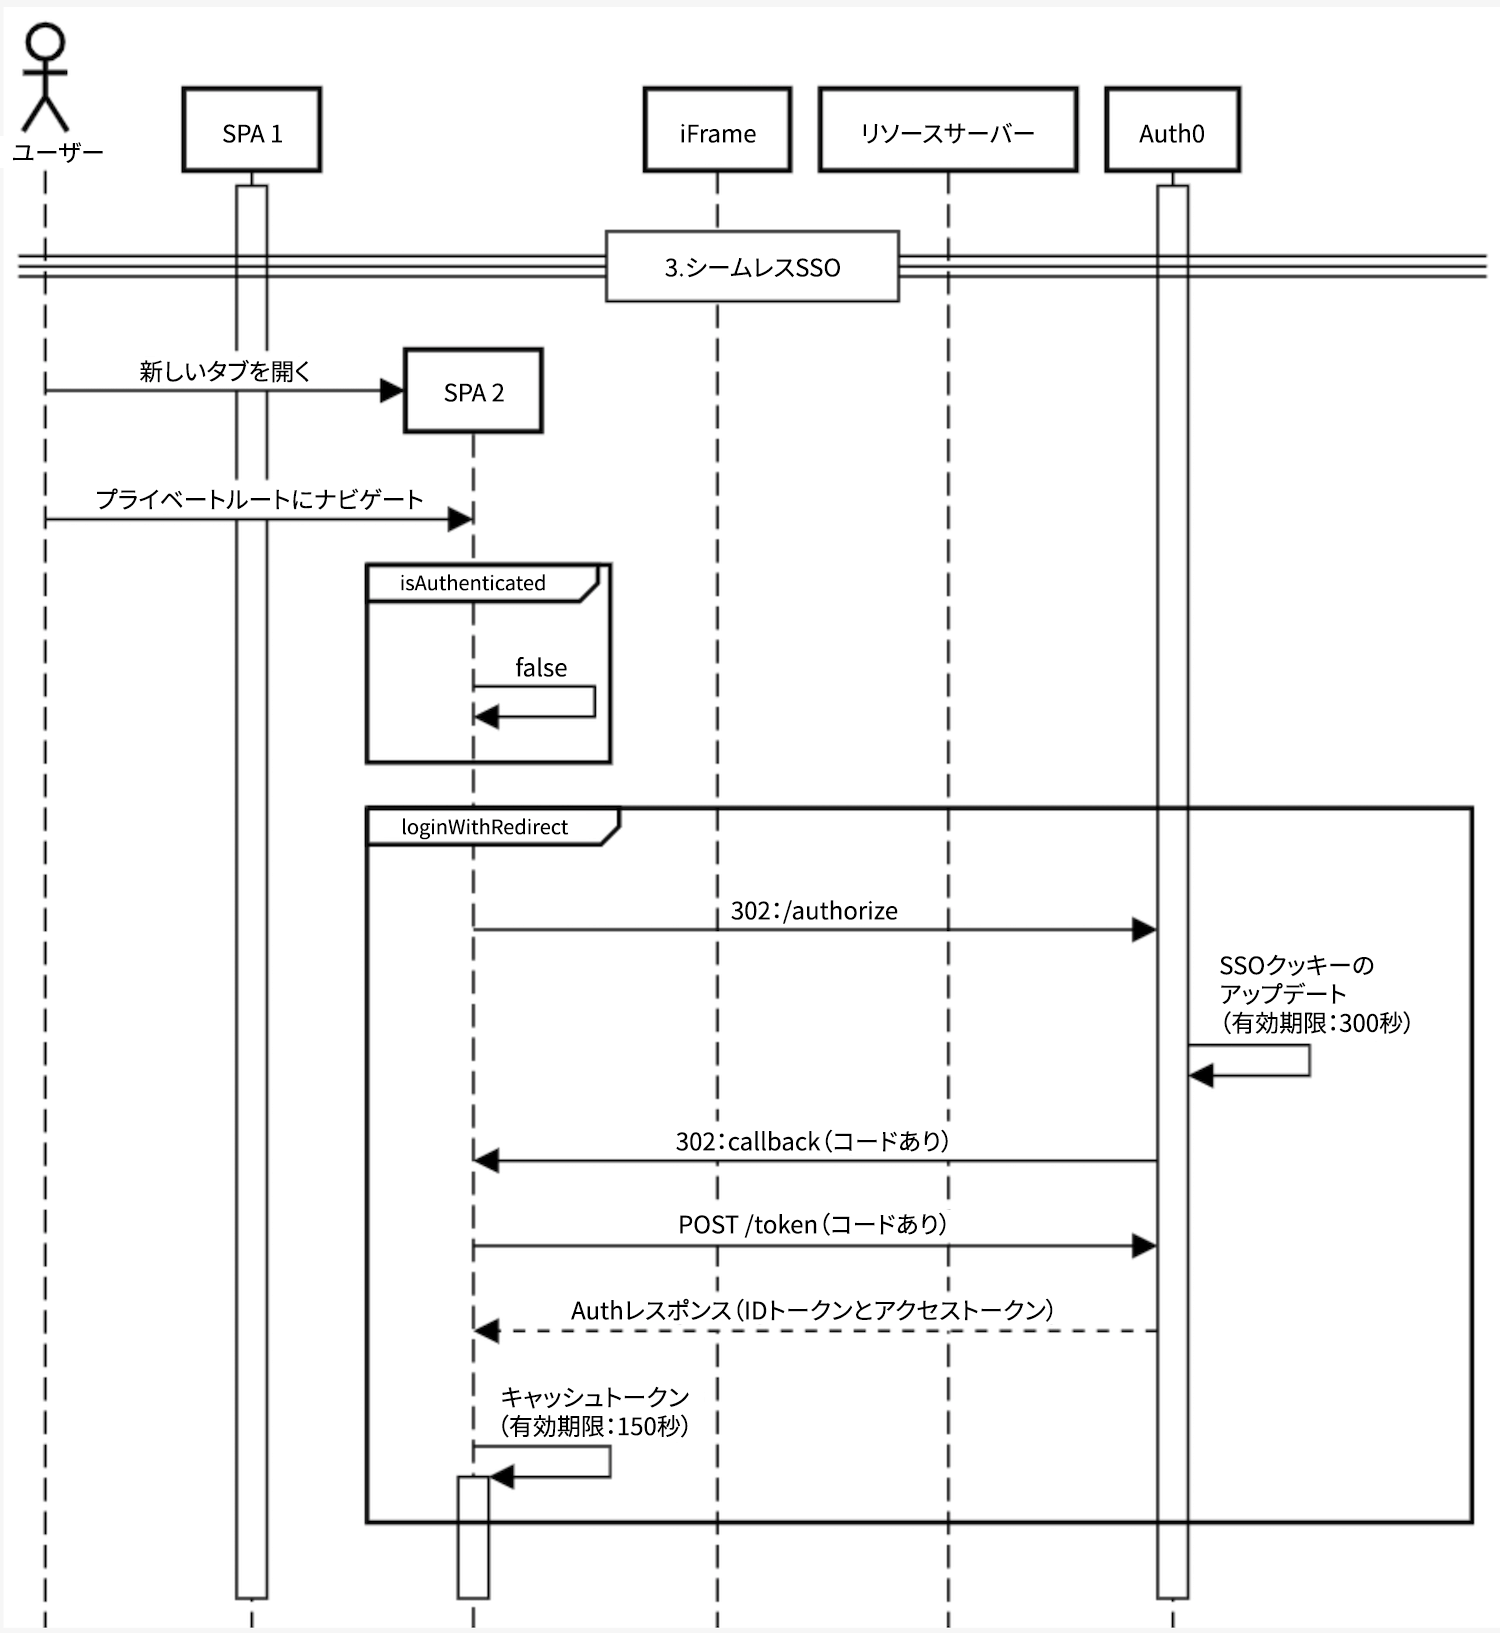 ユーザー
SPA 1
iFrame
リソースサーバー
Auth0
3.シームレスSSO
新しいタブを開く
SPA 2
プライベートルートにナビゲート
isAuthenticated
false
loginWithRedirect
302:/authorize
SSOクッキーの
アップデート
(有効期限:300秒)
302:callback(コードあり)
POST /token(コードあり)
Authレスポンス(IDトークンとアクセストークン)
キャッシュトークン
(有効期限:150秒)